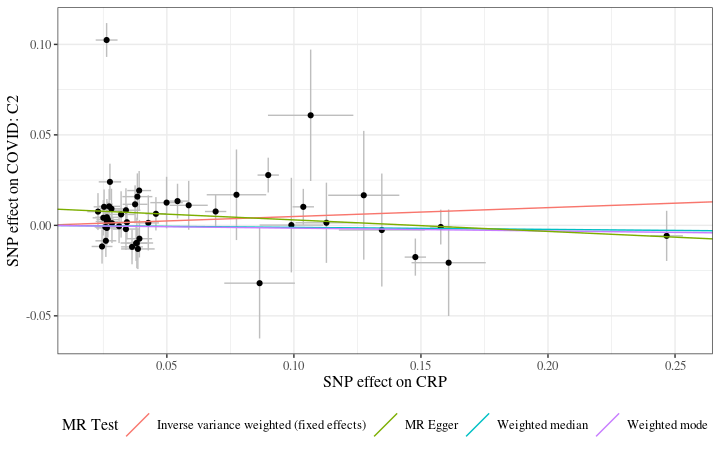 SNP effect on COVID: C2
0.10
0.05
0.00
-0.05
0.05
0.10
0.15
0.20
0.25
SNP effect on CRP
MR Test
Inverse variance weighted (fixed effects)
MR Egger
Weighted median
Weighted mode